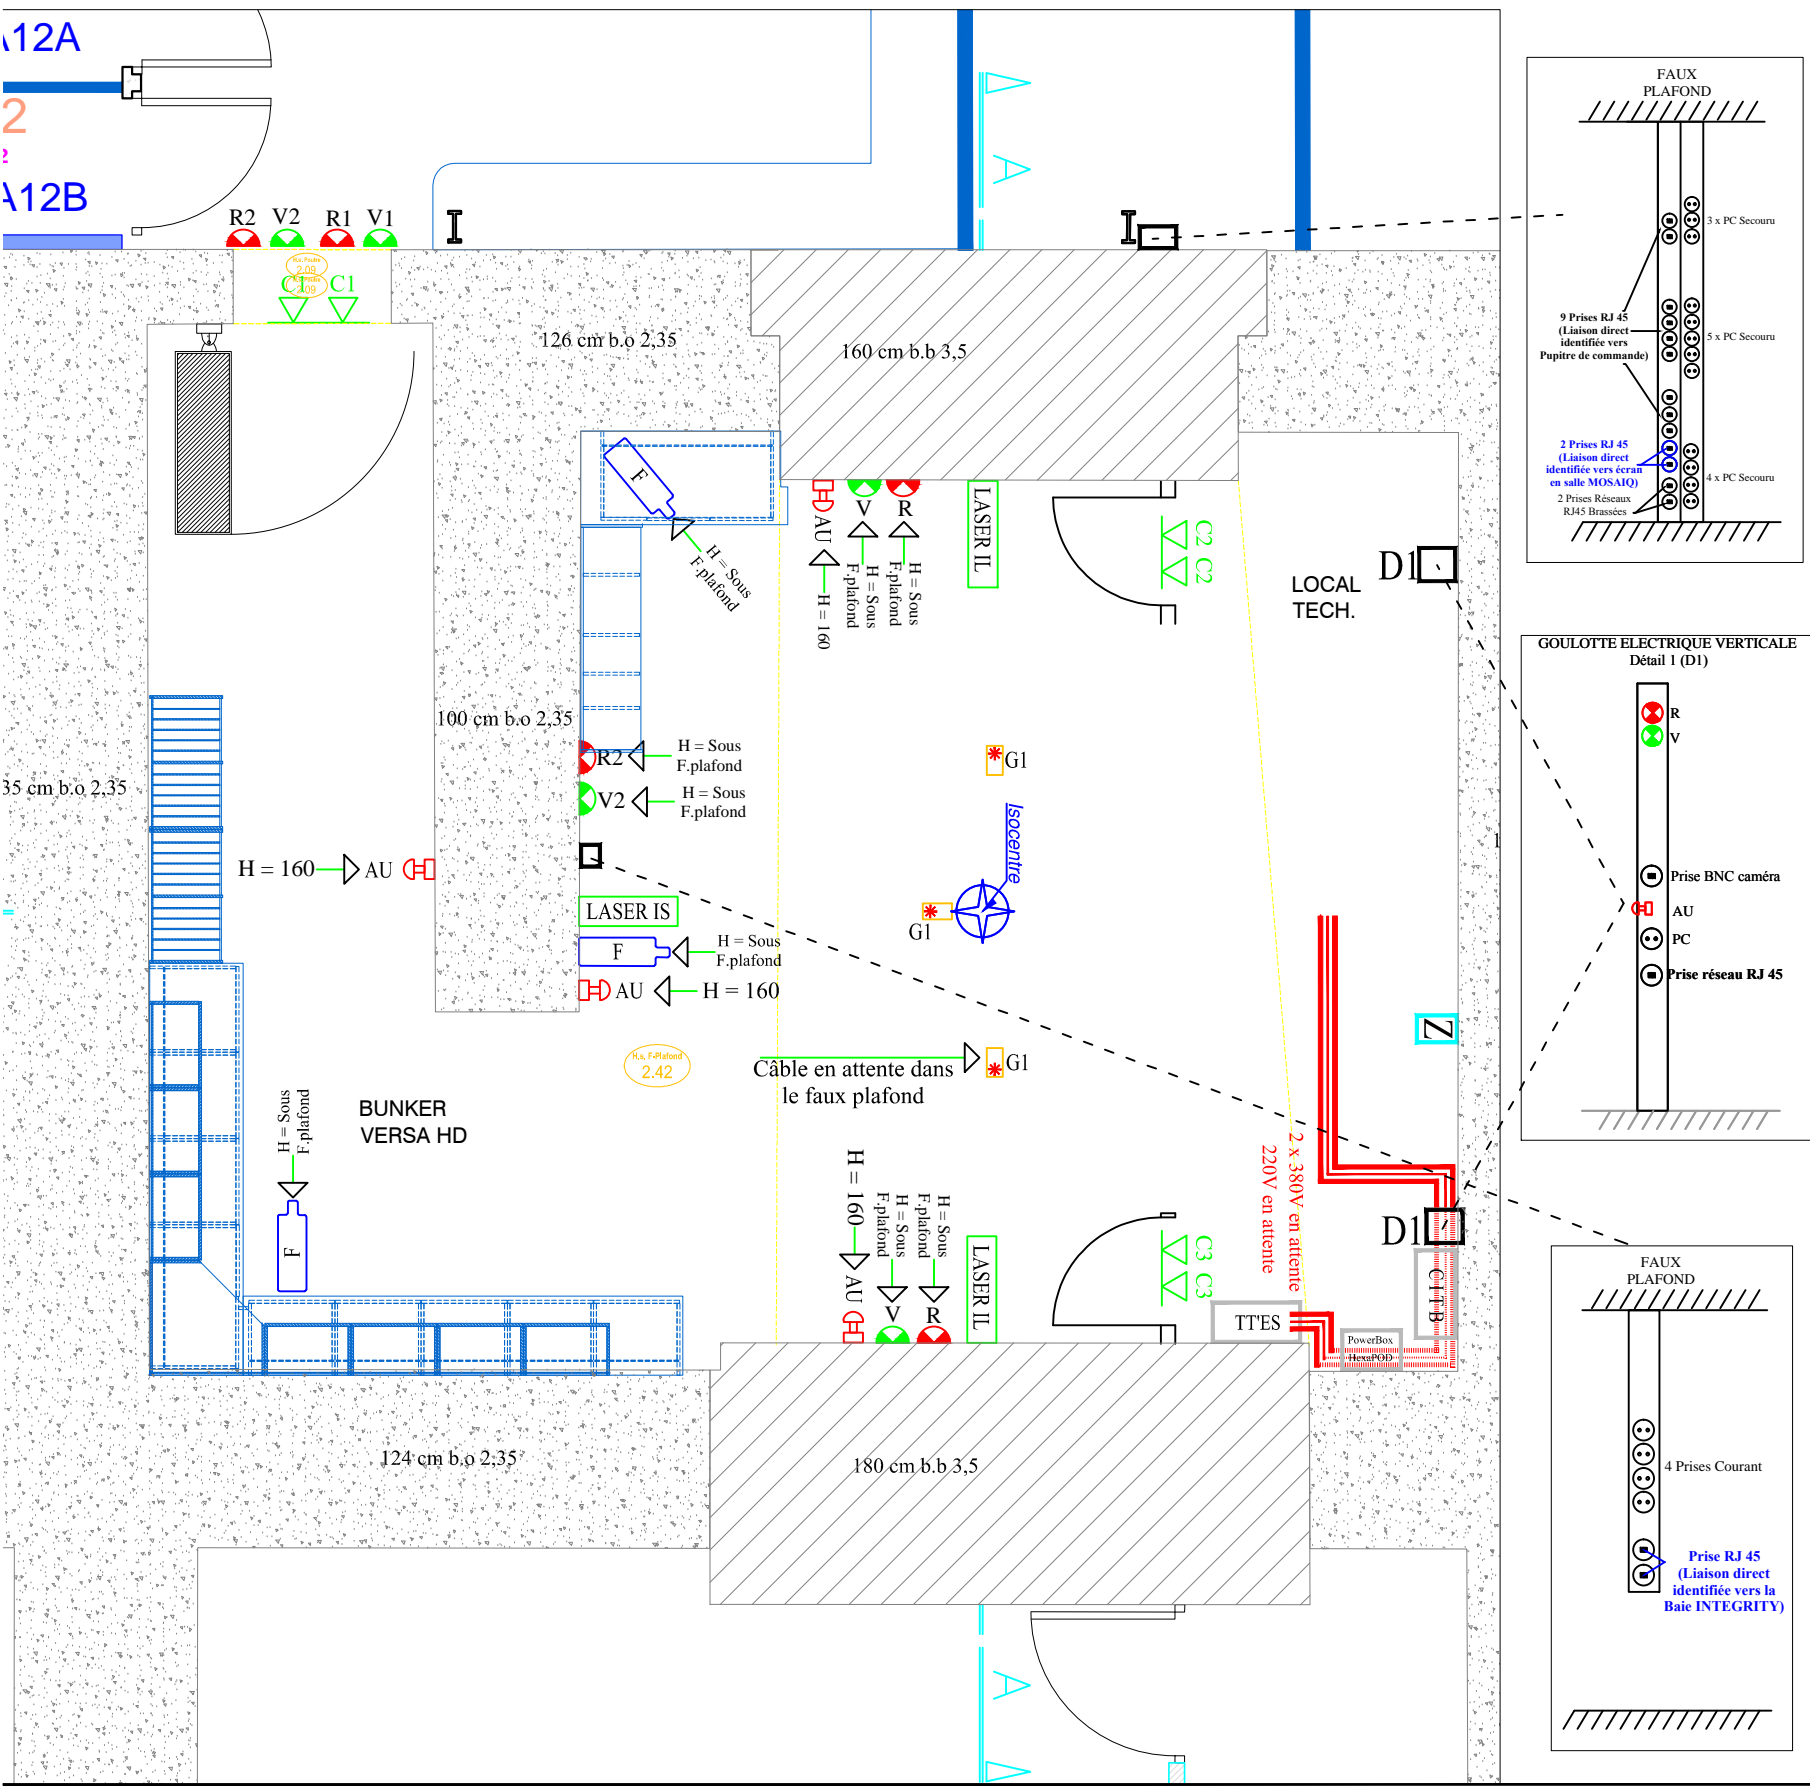 A12A
2
A12B
R2
V2
R1
V1
I
I
H.s. Poutre
2.09
2.09
C1
C1
126 cm b.o 2,35
160 cm b.b 3,5
F
H = Sous
F.plafond
AU
H = 160
V
H = Sous
F.plafond
R
H = Sous
F.plafond
LASER IL
C2
C2
LOCAL
TECH.
D1
100 cm b.o 2,35
R2
H = Sous
F.plafond
V2
H = Sous
F.plafond
35 cm b.o 2,35
H = 160
AU
LASER IS
F
H = Sous
F.plafond
AU
H = 160
G1
Isocentre
G1
G1
Câble en attente dans
le faux plafond
H.s. F-Plafond
2.42
BUNKER
VERSA HD
H = Sous
F.plafond
F
Z
1
H = 160
AU
H = Sous
F.plafond
V
H = Sous
F.plafond
R
LASER IL
C3
C3
2 x 380V en attente
220V en attente
D1
TT'ES
PowerBox
HexaPOD
124 cm b.o 2,35
180 cm b.b 3,5
A
A
FAUX
PLAFOND
3 x PC Secouru
9 Prises RJ 45
(Liaison direct
identifiée vers
Pupitre de commande)
5 x PC Secouru
2 Prises RJ 45
(Liaison direct
identifiée vers écran
en salle MOSAIQ)
4 x PC Secouru
2 Prises Réseaux
RJ45 Brassées
GOULOTTE ELECTRIQUE VERTICALE
Détail 1 (D1)
R
V
Prise BNC caméra
AU
PC
Prise réseau RJ 45
FAUX
PLAFOND
4 Prises Courant
Prise RJ 45
(Liaison direct
identifiée vers la
Baie INTEGRITY)